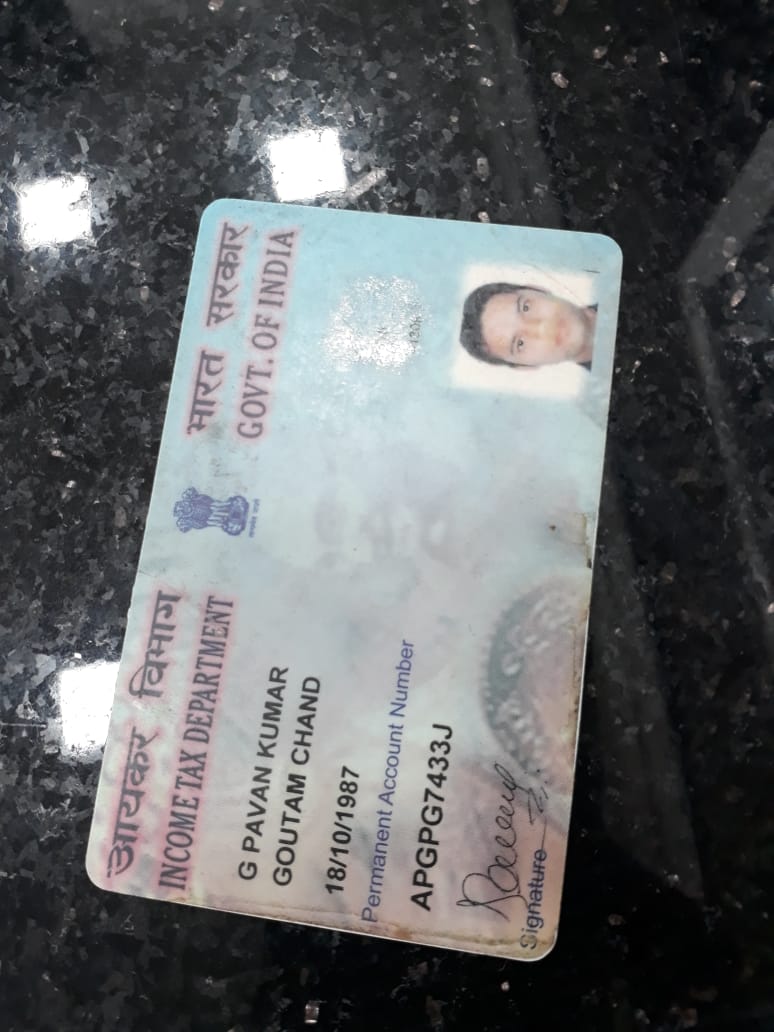 आयकर विभाग
INCOME TAX DEPARTMENT
भारत सरकार
GOVT. OF INDIA
G PAVAN KUMAR
GOUTAM CHAND
18/10/1987
Permanent Account Number
APGPG7433J
Signature